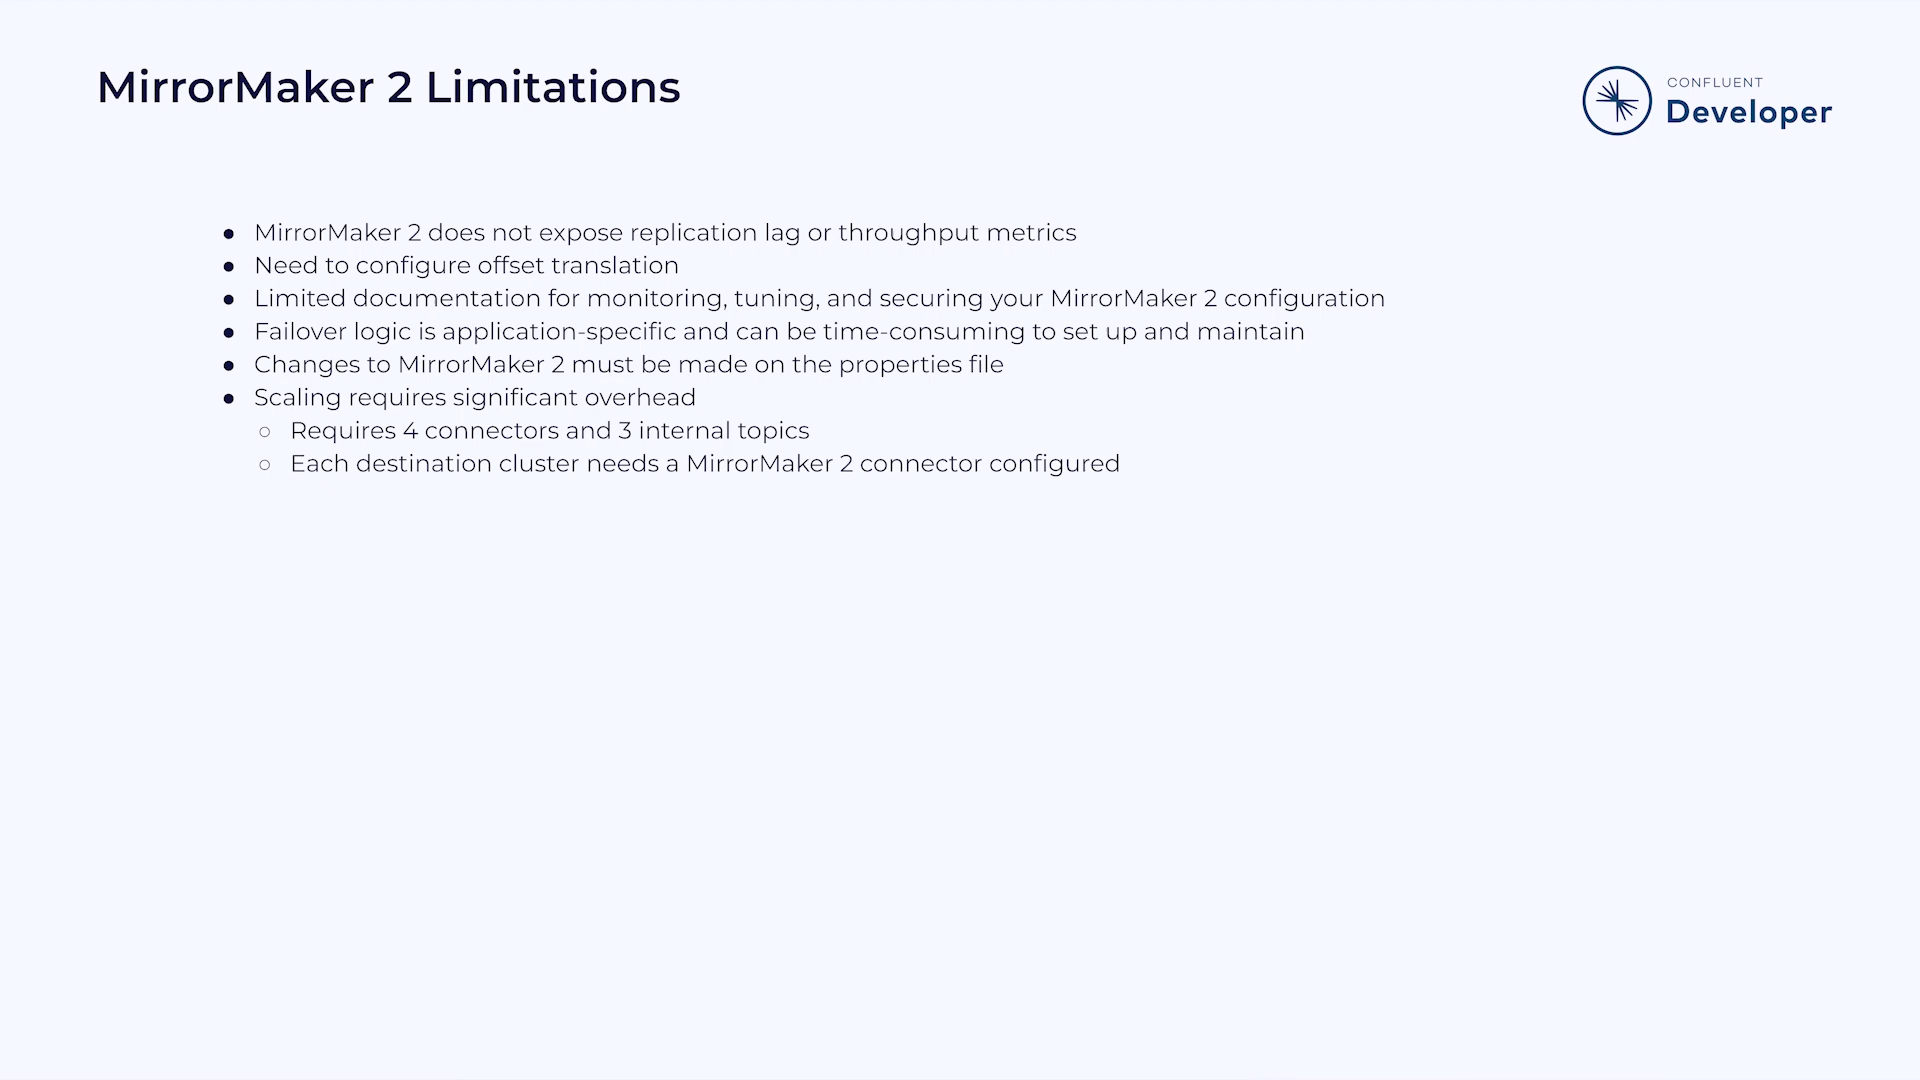 MirrorMaker 2 Limitations
CONFLUENT
Developer
● MirrorMaker 2 does not expose replication lag or throughput metrics
● Need to configure offset translation
● Limited documentation for monitoring, tuning, and securing your MirrorMaker 2 configuration
● Failover logic is application-specific and can be time-consuming to set up and maintain
● Changes to MirrorMaker 2 must be made on the properties file
● Scaling requires significant overhead
○ Requires 4 connectors and 3 internal topics
○ Each destination cluster needs a MirrorMaker 2 connector configured